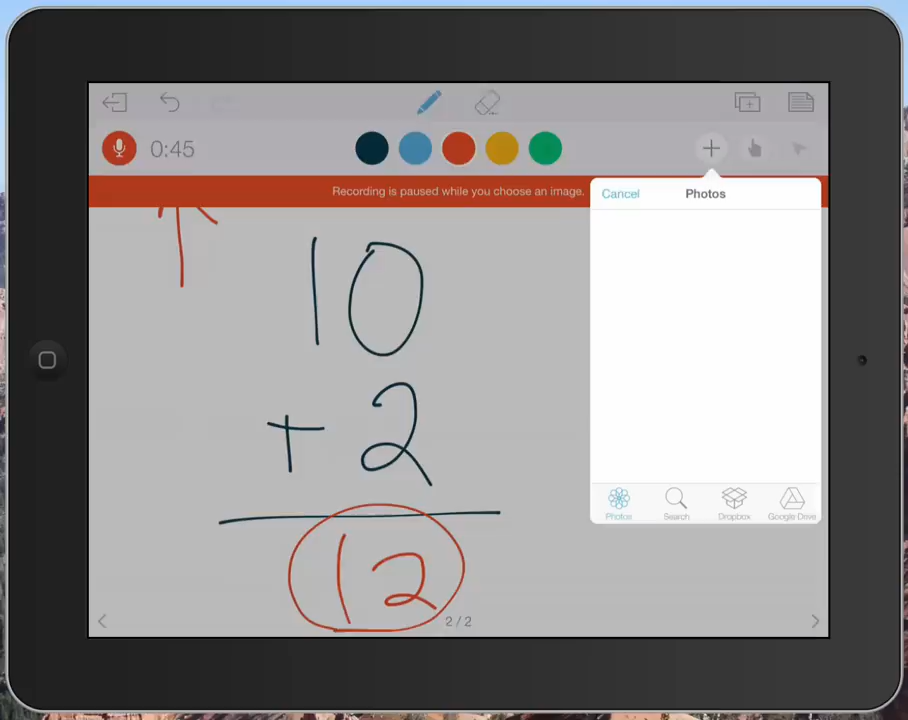 0:45
Recording is paused while you choose an image.
Cancel Photos
10
+ 2
12
Photos Search Dropbox Google Drive
2 / 2